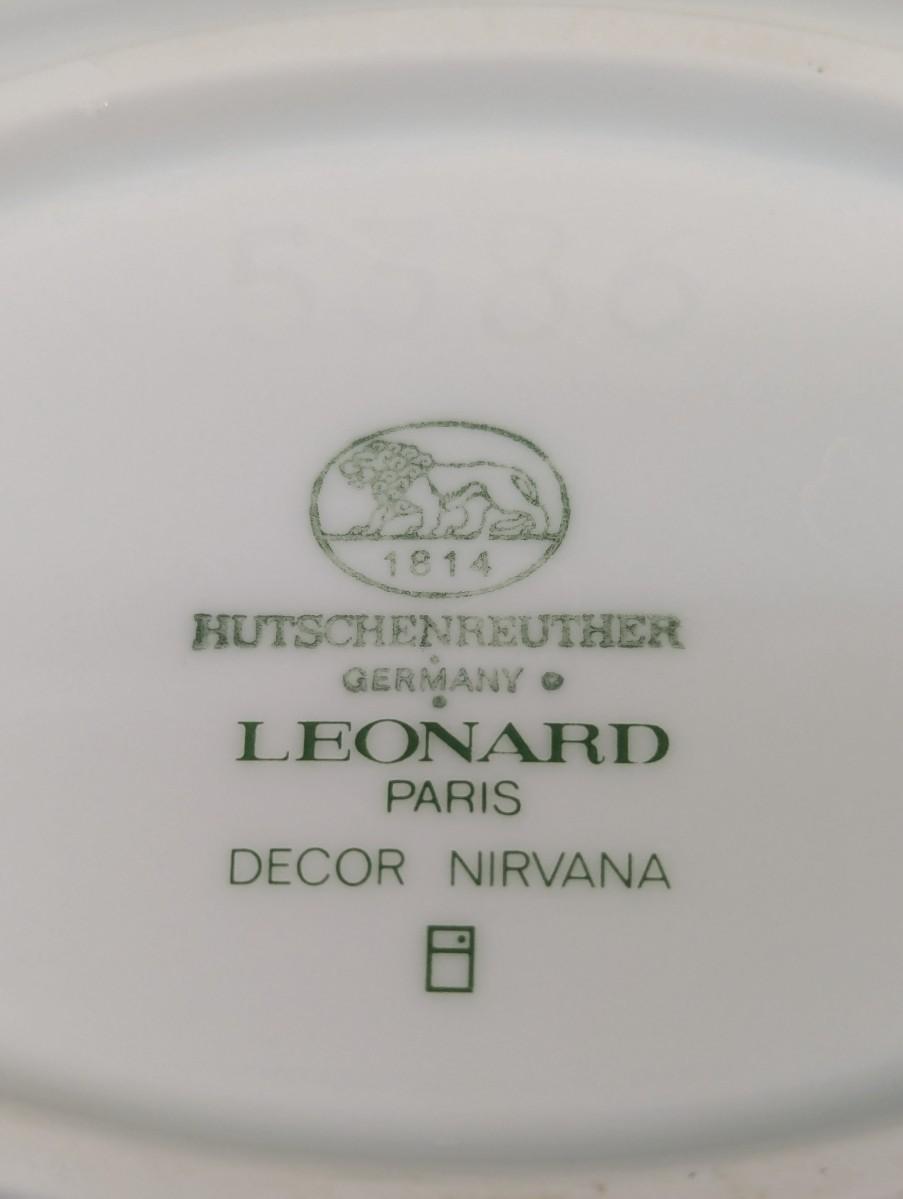 1814
HUTSCHENREUTHER
GERMANY
LEONARD
PARIS
DECOR NIRVANA